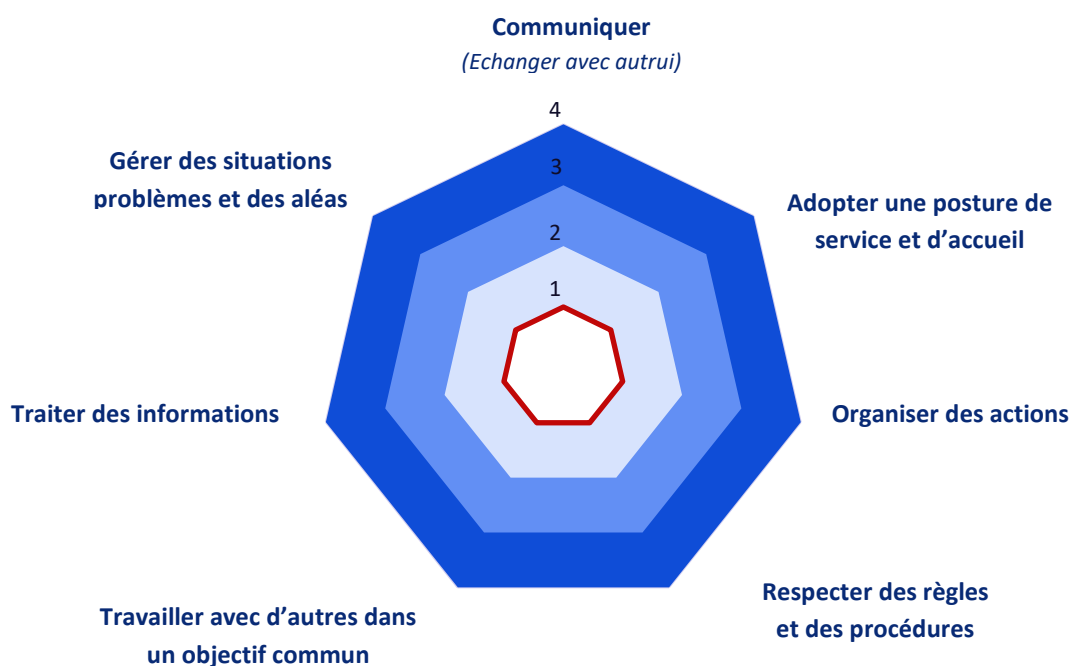 Communiquer
(Echanger avec autrui)
4
Gérer des situations
problèmes et des aléas
3
Adopter une posture de
service et d’accueil
2
1
Traiter des informations
Organiser des actions
Respecter des règles
et des procédures
Travailler avec d’autres dans
un objectif commun